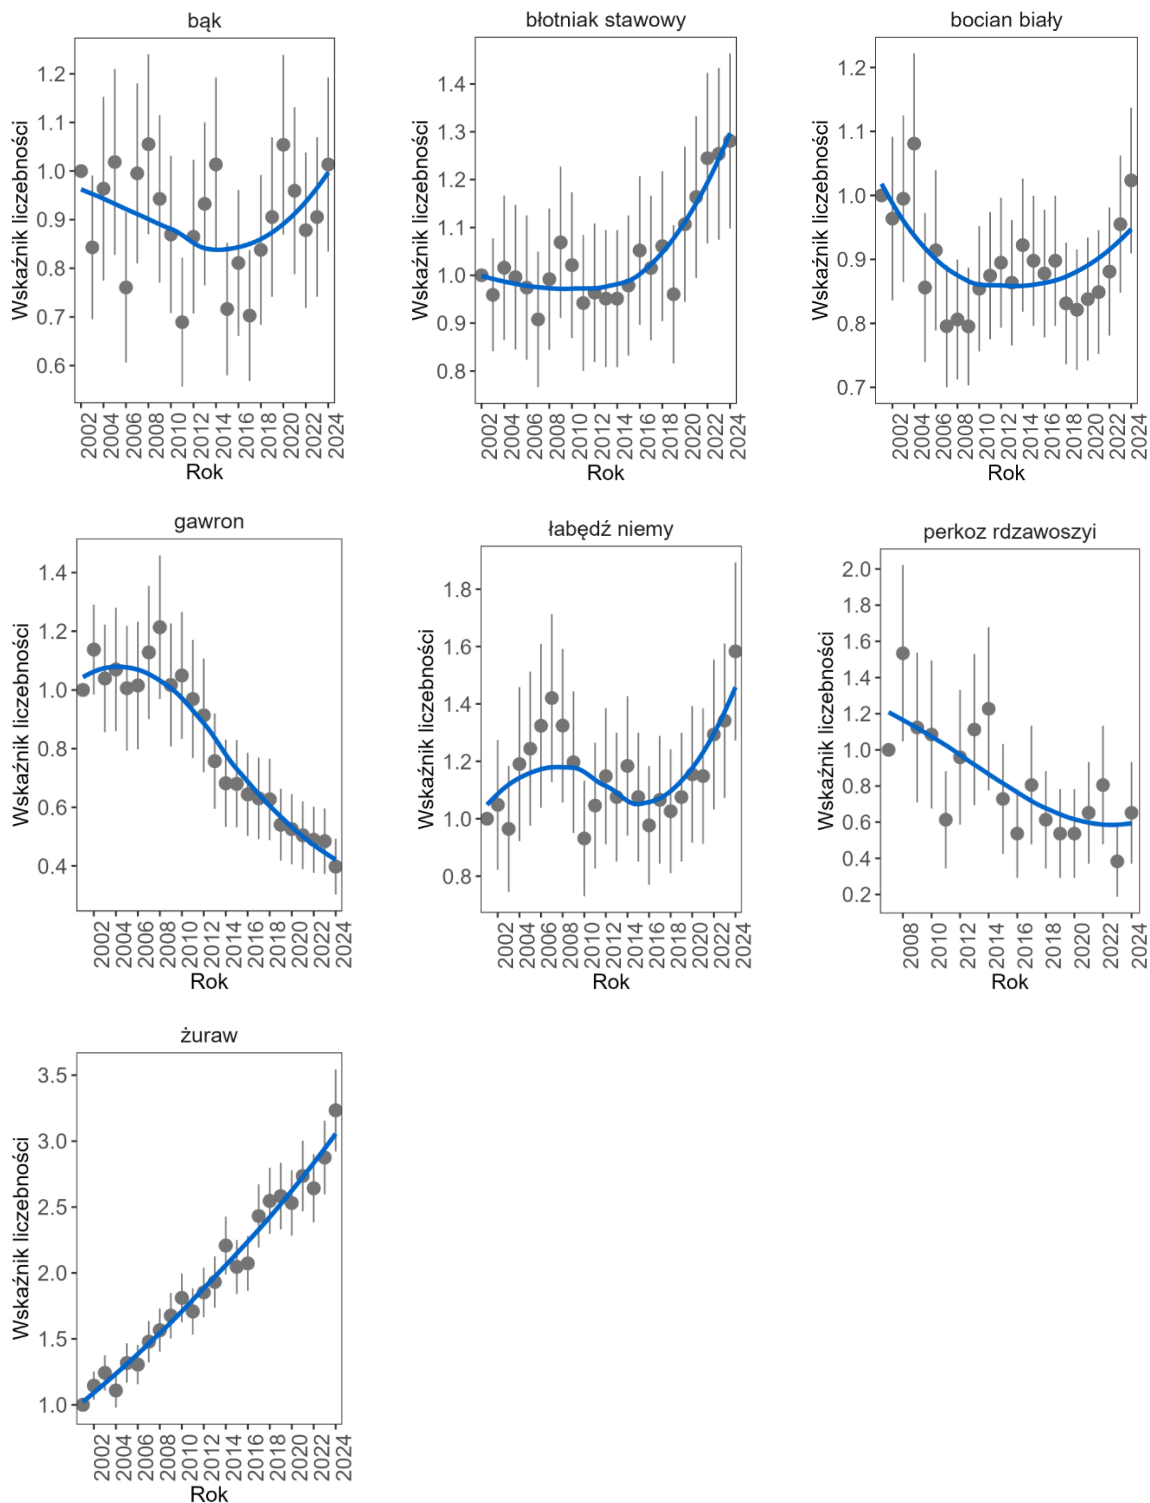 bąk
Wskaźnik liczebności
1.2
1.1
1.0
0.9
0.8
0.7
0.6
2002 2004 2006 2008 2010 2012 2014 2016 2018 2020 2022 2024
Rok
błotniak stawowy
Wskaźnik liczebności
1.4
1.3
1.2
1.1
1.0
0.9
0.8
2002 2004 2006 2008 2010 2012 2014 2016 2018 2020 2022 2024
Rok
bocian biały
Wskaźnik liczebności
1.2
1.1
1.0
0.9
0.8
0.7
2002 2004 2006 2008 2010 2012 2014 2016 2018 2020 2022 2024
Rok
gawron
Wskaźnik liczebności
1.4
1.2
1.0
0.8
0.6
0.4
2002 2004 2006 2008 2010 2012 2014 2016 2018 2020 2022 2024
Rok
łabędź niemy
Wskaźnik liczebności
1.8
1.6
1.4
1.2
1.0
0.8
2002 2004 2006 2008 2010 2012 2014 2016 2018 2020 2022 2024
Rok
perkoz rdzawoszyi
Wskaźnik liczebności
2.0
1.8
1.6
1.4
1.2
1.0
0.8
0.6
0.4
0.2
2008 2010 2012 2014 2016 2018 2020 2022 2024
Rok
żuraw
Wskaźnik liczebności
3.5
3.0
2.5
2.0
1.5
1.0
2002 2004 2006 2008 2010 2012 2014 2016 2018 2020 2022 2024
Rok